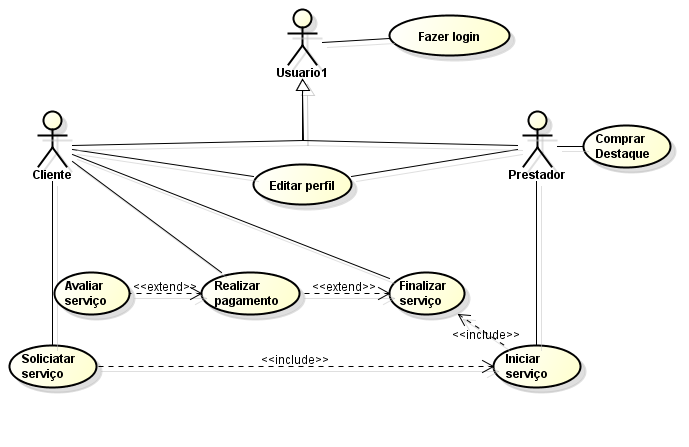 Fazer login
Usuario1
Comprar
Destaque
Cliente
Prestador
Editar perfil
Avaliar
serviço
<<extend>>
Realizar
pagamento
<<extend>>
Finalizar
serviço
<<include>>
Soliciatar
serviço
<<include>>
Iniciar
serviço